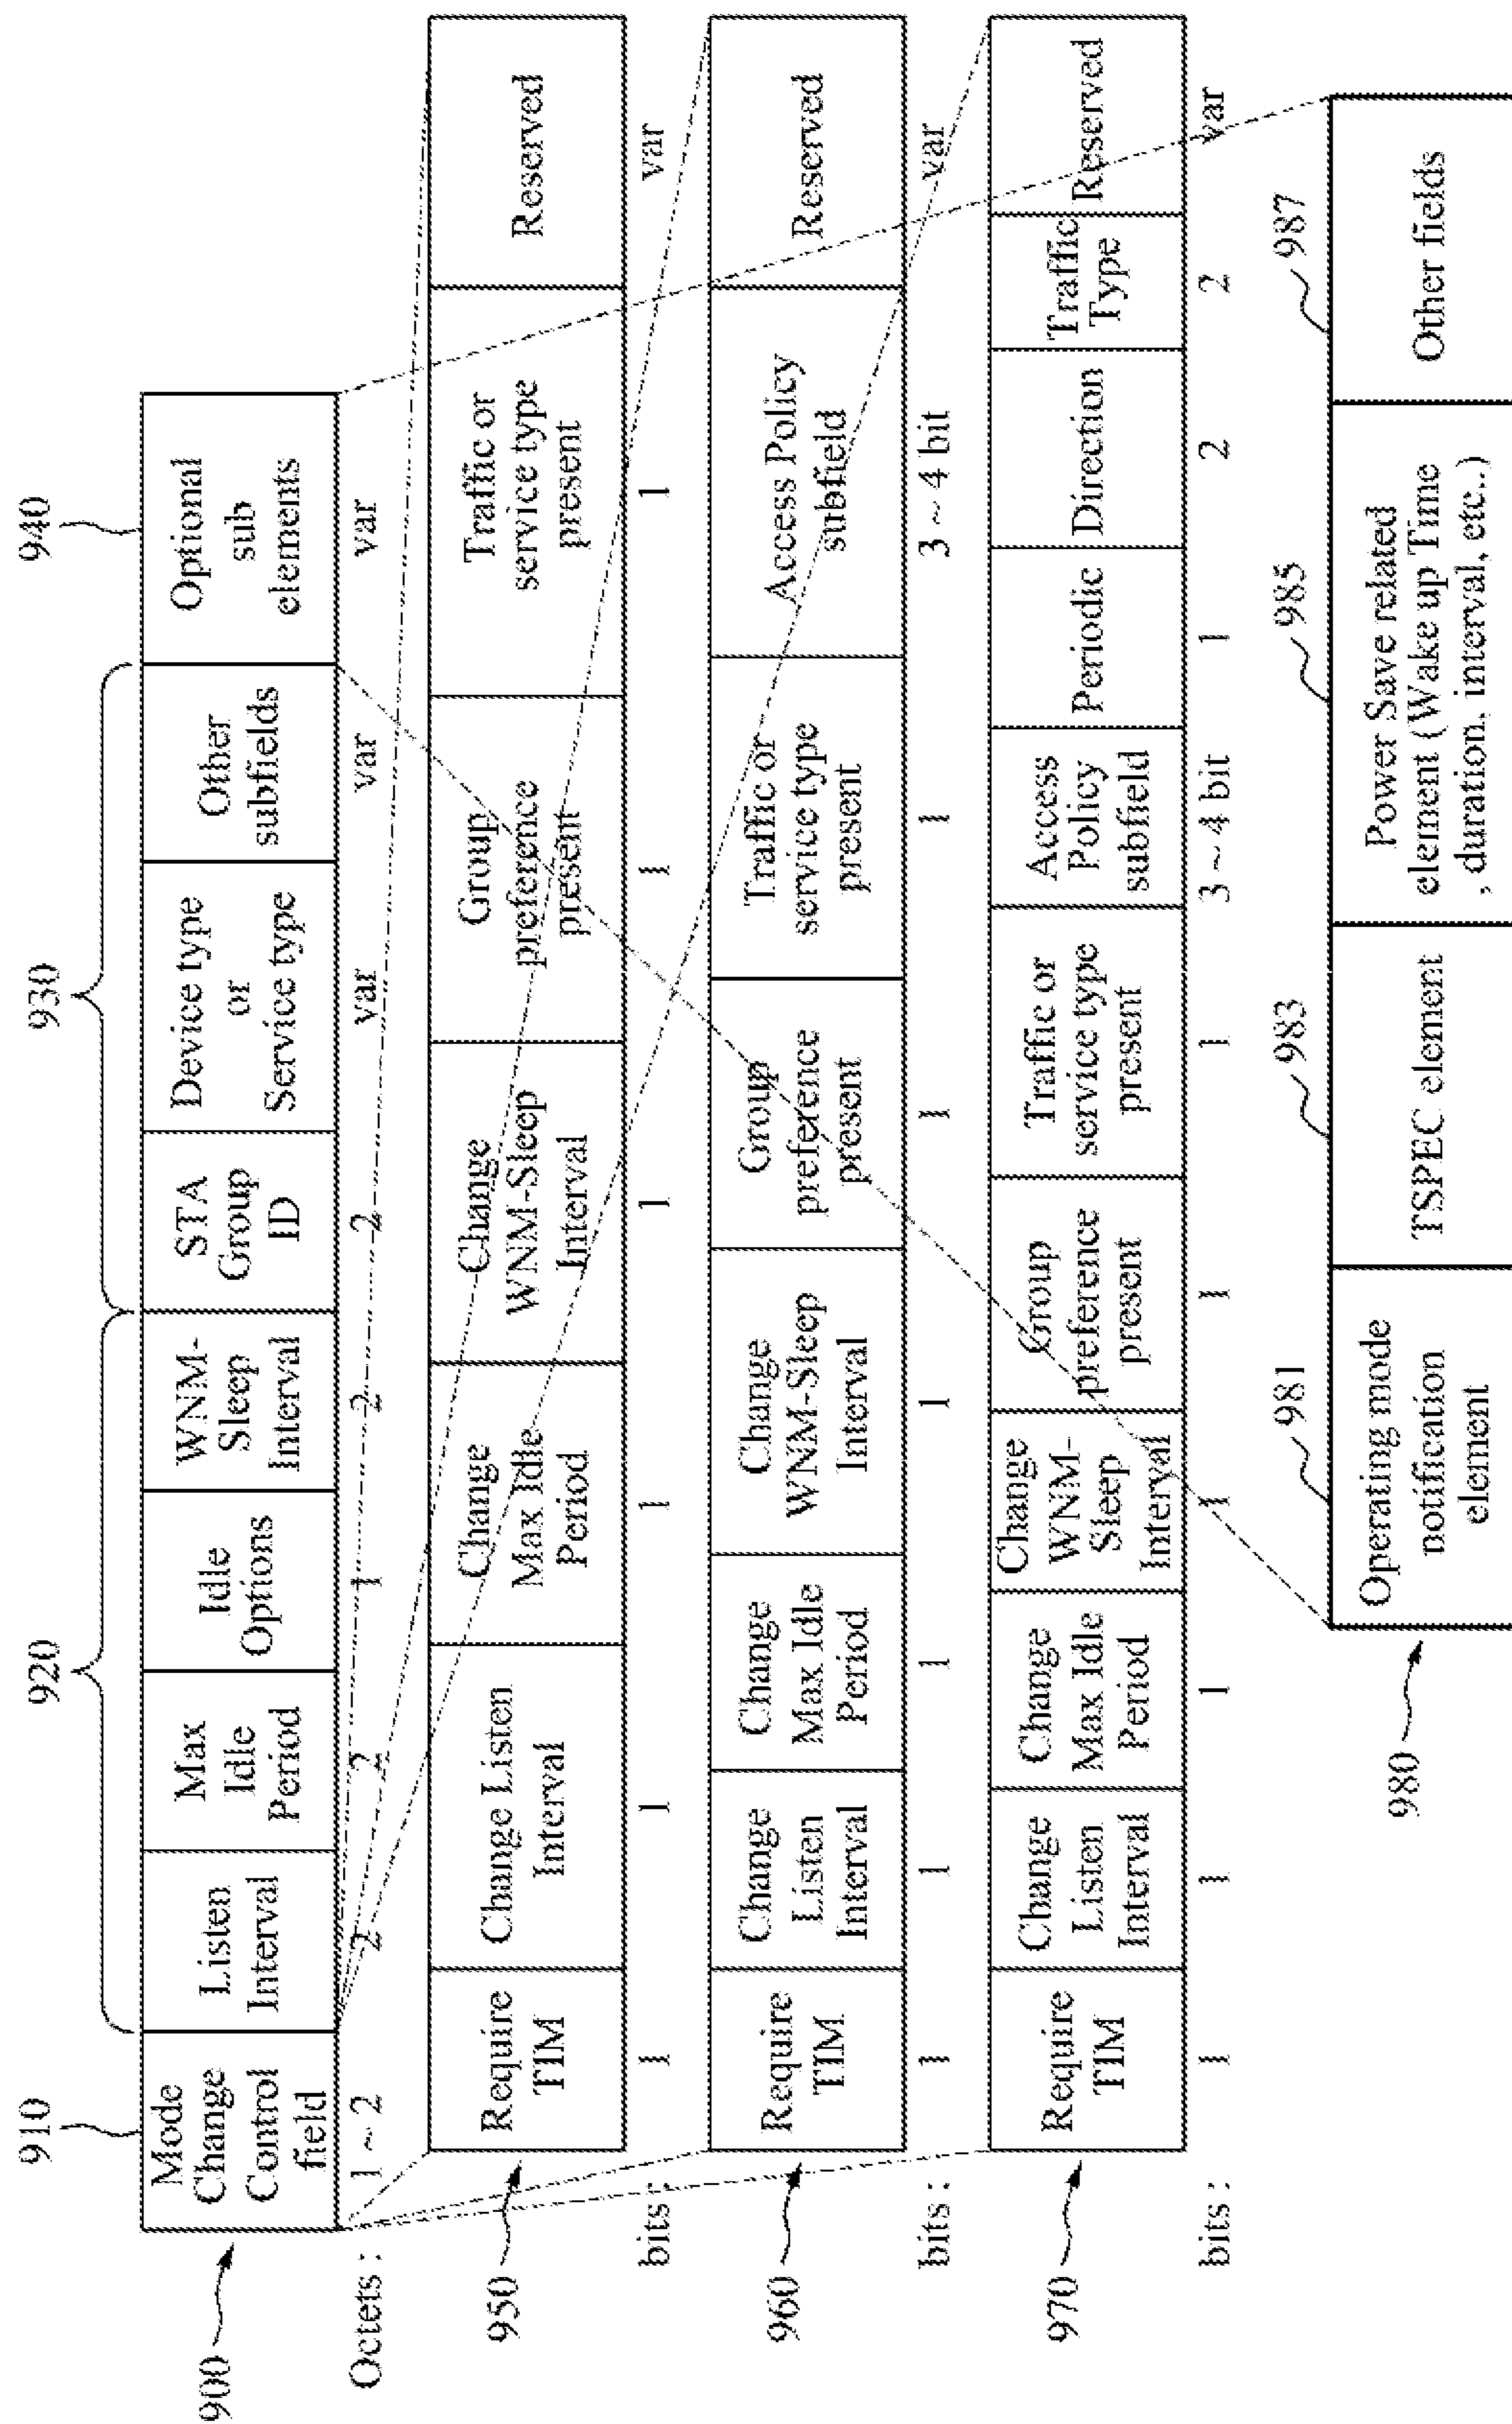 910
920
930
940
900
Mode
Change
Control
field
Listen
Interval
Max
Idle
Period
Idle
Options
WNM-
Sleep
Interval
STA
Group
ID
Device type
or
Service type
Other
subfields
Optional
sub
elements
Octets :
1 ~ 2
2
2
1
2
2
var
var
var
950
Require
TIM
Change Listen
Interval
Change
Max Idle
Period
Change
WNM-Sleep
Interval
Group
preference
present
Traffic or
service type
present
Reserved
bits :
1
1
1
1
1
1
var
960
Require
TIM
Change
Listen
Interval
Change
Max Idle
Period
Change
WNM-Sleep
Interval
Group
preference
present
Traffic or
service type
present
Access Policy
subfield
Reserved
bits :
1
1
1
1
1
1
3 ~ 4 bit
var
970
Require
TIM
Change
Listen
Interval
Change
Max Idle
Period
Change
WNM-
Sleep
Interval
Group
preference
present
Traffic or
service type
present
Access
Policy
subfield
Periodic
Direction
Traffic
Type
Reserved
bits :
1
1
1
1
1
1
3 ~ 4 bit
1
2
2
var
981
983
985
987
980
Operating mode
notification
element
TSPEC element
Power Save related
element (Wake up Time
, duration, interval, etc..)
Other fields